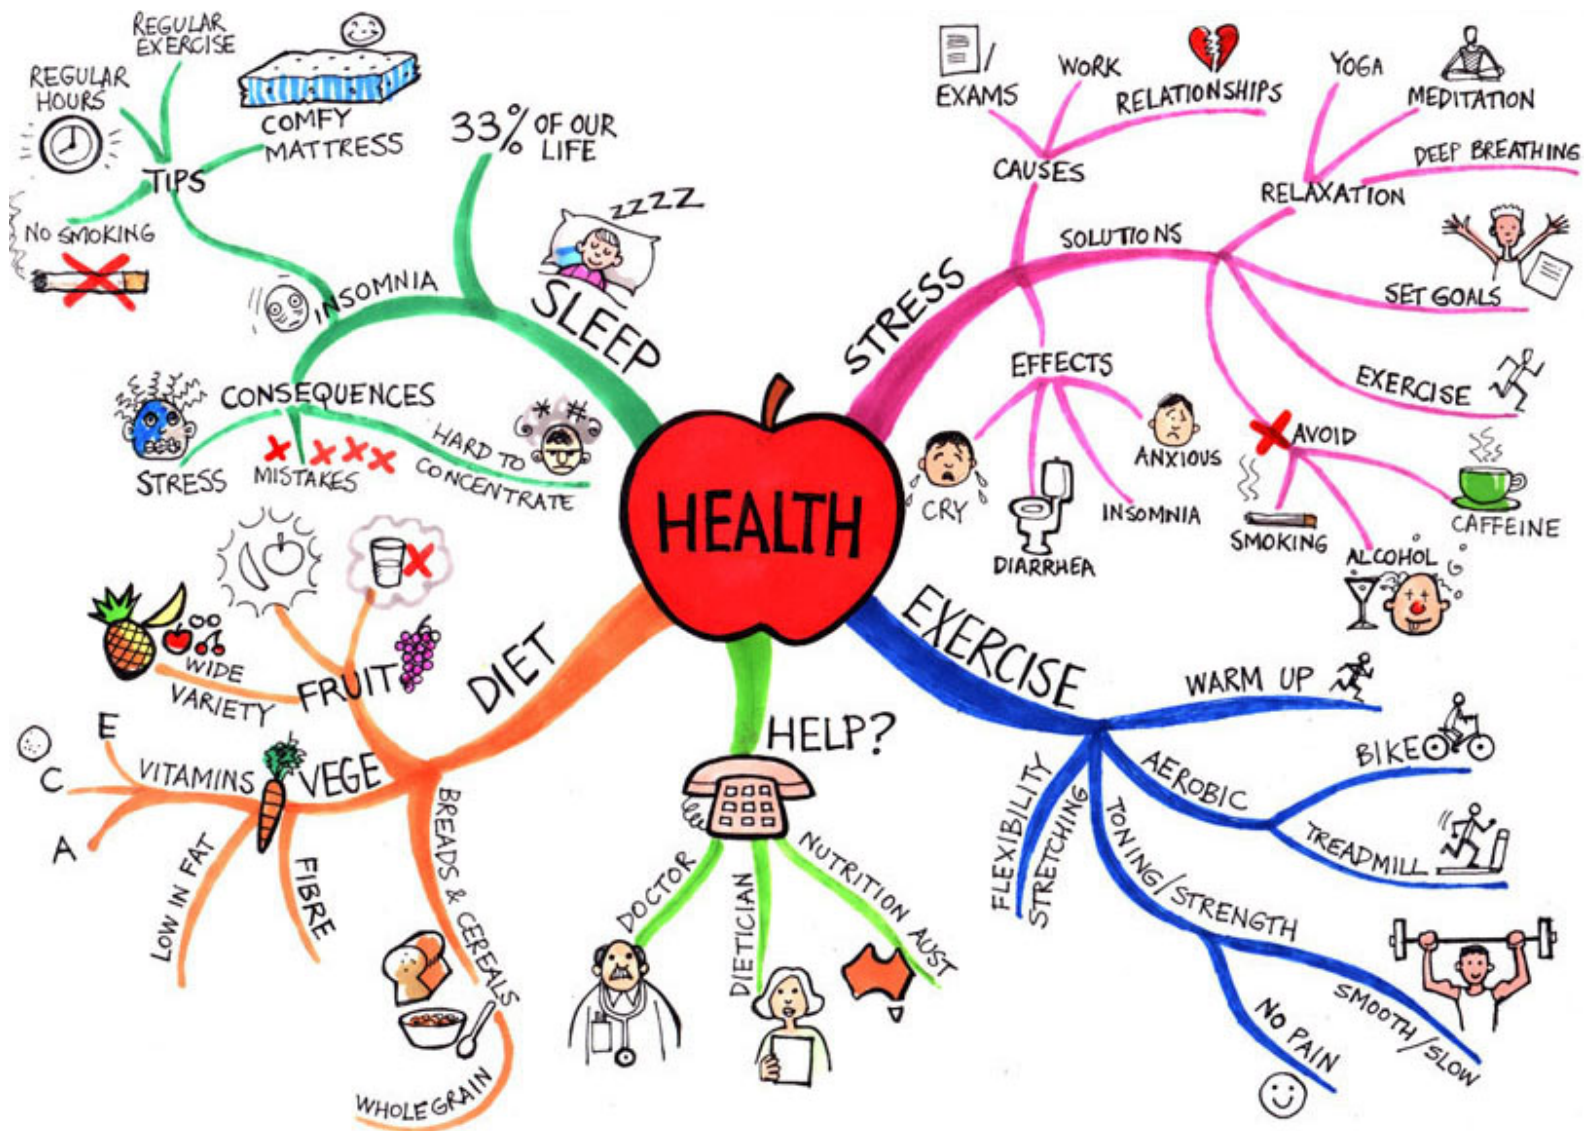 HEALTH
SLEEP
33% OF OUR
LIFE
zzzz
INSOMNIA
TIPS
REGULAR
HOURS
REGULAR
EXERCISE
COMFY
MATTRESS
NO SMOKING
CONSEQUENCES
STRESS
MISTAKES
HARD TO
CONCENTRATE
*#
STRESS
CAUSES
EXAMS
WORK
RELATIONSHIPS
SOLUTIONS
RELAXATION
YOGA
MEDITATION
DEEP BREATHING
SET GOALS
EXERCISE
AVOID
SMOKING
ALCOHOL
CAFFEINE
EFFECTS
CRY
DIARRHEA
INSOMNIA
ANXIOUS
EXERCISE
WARM UP
AEROBIC
BIKE
TREADMILL
TONING/STRENGTH
SMOOTH/SLOW
NO PAIN
FLEXIBILITY
STRETCHING
HELP?
DOCTOR
DIETICIAN
NUTRITION AUST
DIET
FRUIT
WIDE
VARIETY
VEGE
VITAMINS
E
C
A
LOW IN FAT
FIBRE
BREADS & CEREALS
WHOLEGRAIN